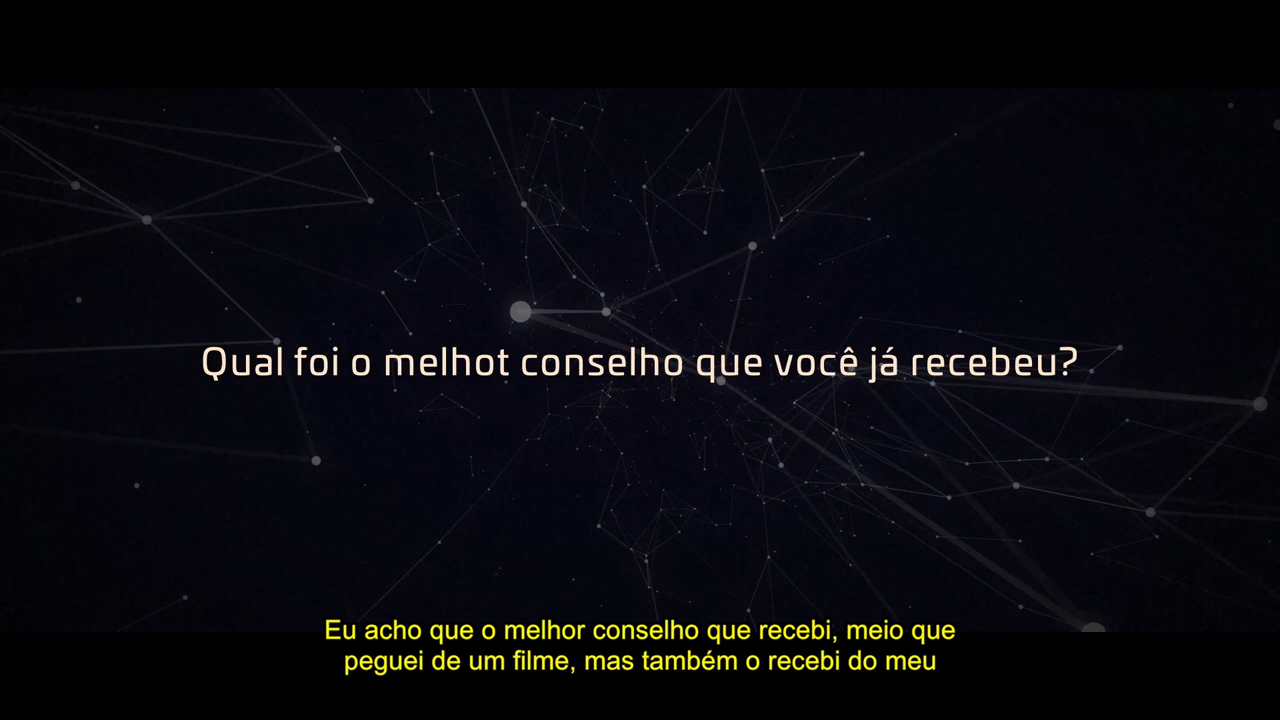 Qual foi o melhot conselho que você já recebeu?
Eu acho que o melhor conselho que recebi, meio que
peguei de um filme, mas também o recebi do meu